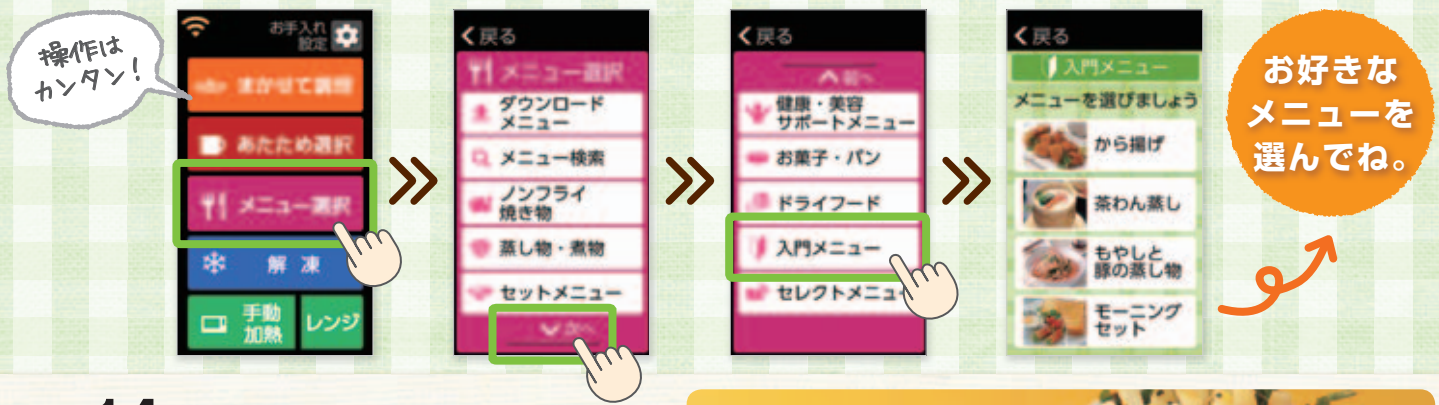 操作は
カンタン!
お手入れ
設定
まかせて調理
あたため選択
メニュー選択
解凍
手動
加熱
レンジ
戻る
メニュー選択
ダウンロード
メニュー
メニュー検索
ノンフライ
焼き物
蒸し物・煮物
セットメニュー
次へ
戻る
前へ
健康・美容
サポートメニュー
お菓子・パン
ドライフード
入門メニュー
セレクトメニュー
戻る
入門メニュー
メニューを選びましょう
から揚げ
茶わん蒸し
もやしと
豚の蒸し物
モーニング
セット
お好きな
メニューを
選んでね。